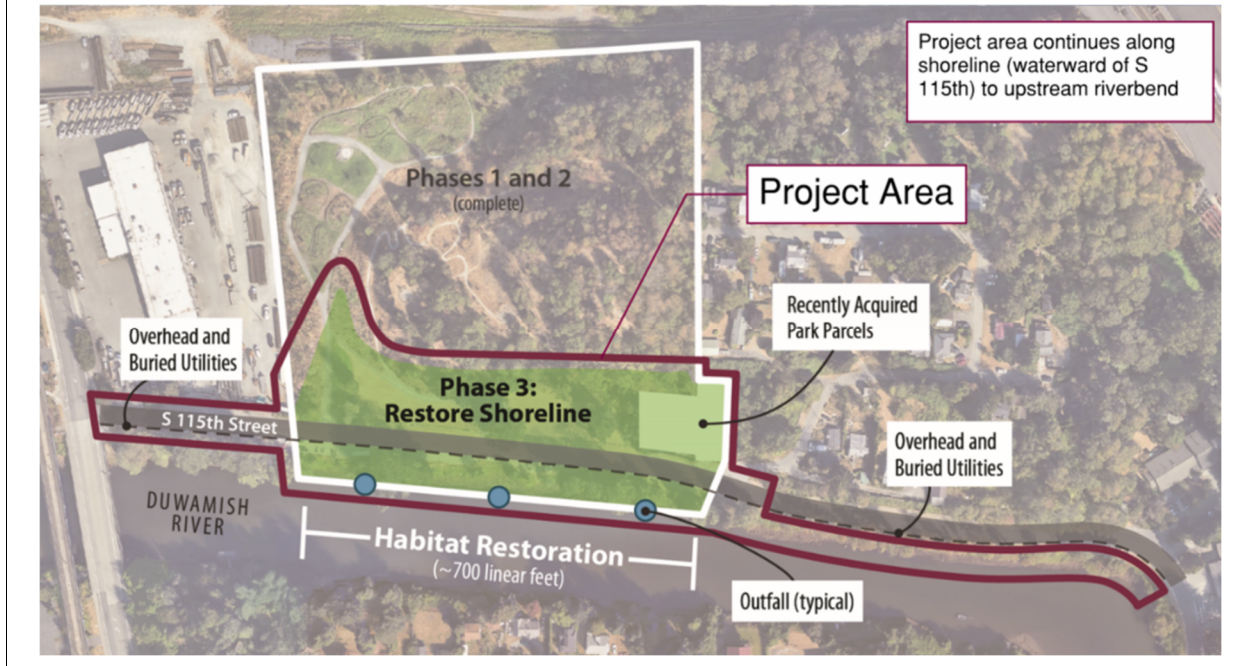 Project area continues along
shoreline (waterward of S
115th) to upstream riverbend
Phases 1 and 2
(complete)
Project Area
Recently Acquired
Park Parcels
Overhead and
Buried Utilities
Phase 3:
Restore Shoreline
S 115th Street
Overhead and
Buried Utilities
DUWAMISH
RIVER
Habitat Restoration
(~700 linear feet)
Outfall (typical)